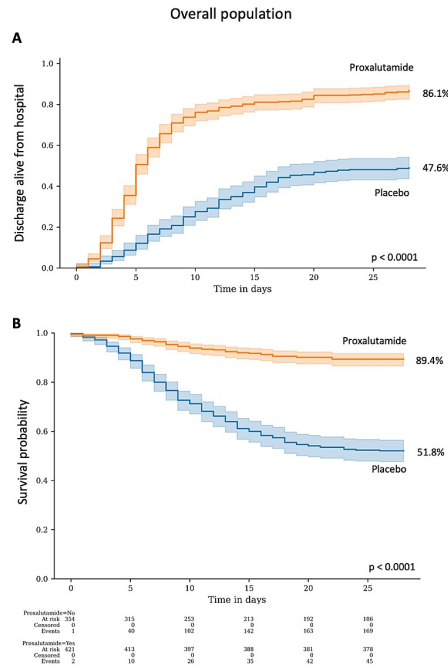 Overall population
A
Discharge alive from hospital
1.0
0.8
0.6
0.4
0.2
0.0
Proxalutamide
86.1%
47.6%
Placebo
p < 0.0001
0 5 10 15 20 25
Time in days
B
Survival probability
1.0
0.8
0.6
0.4
0.2
0.0
Proxalutamide
89.4%
51.8%
Placebo
p < 0.0001
0 5 10 15 20 25
Time in days
Proxalutamide=No
At risk 354 315 253 213 192 186
Censored 0 0 0 0 0 0
Events 1 40 102 142 163 169
Proxalutamide=Yes
At risk 421 413 397 388 381 378
Censored 0 0 0 0 0 0
Events 2 10 26 35 42 45